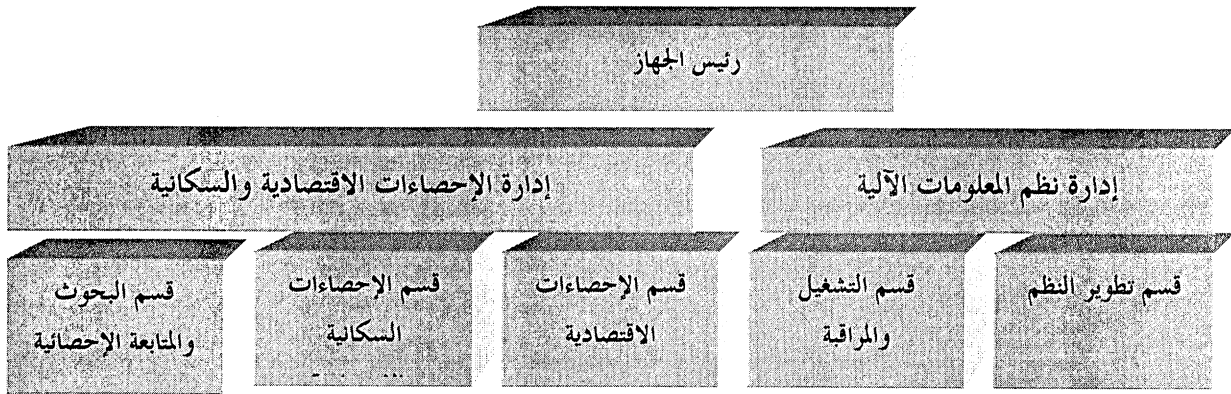 رئيس الجهاز
إدارة نظم المعلومات الآلية
إدارة الإحصاءات الاقتصادية والسكانية
قسم تطوير النظم
قسم التشغيل
والمراقبة
قسم الإحصاءات
الاقتصادية
قسم الإحصاءات
السكانية
قسم البحوث
والمتابعة الإحصائية